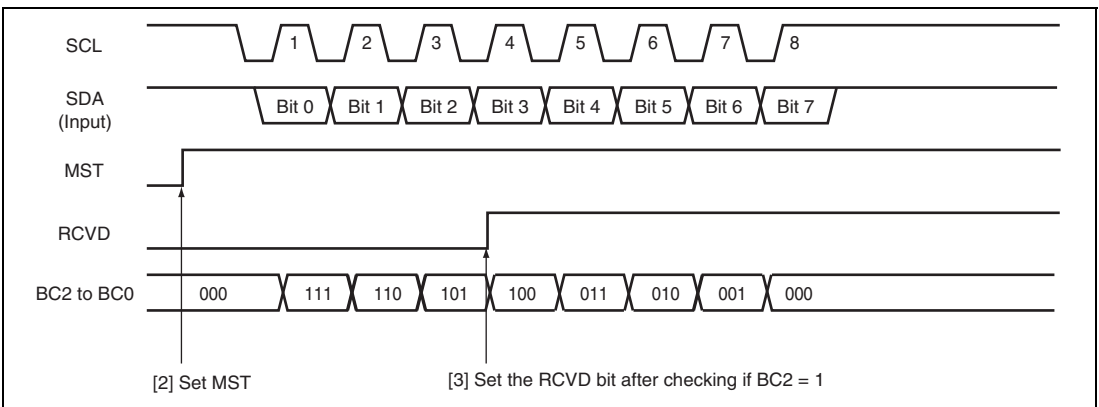 SCL 1 2 3 4 5 6 7 8
SDA
(Input)
Bit 0 Bit 1 Bit 2 Bit 3 Bit 4 Bit 5 Bit 6 Bit 7
MST
RCVD
BC2 to BC0 000 111 110 101 100 011 010 001 000
[2] Set MST [3] Set the RCVD bit after checking if BC2 = 1